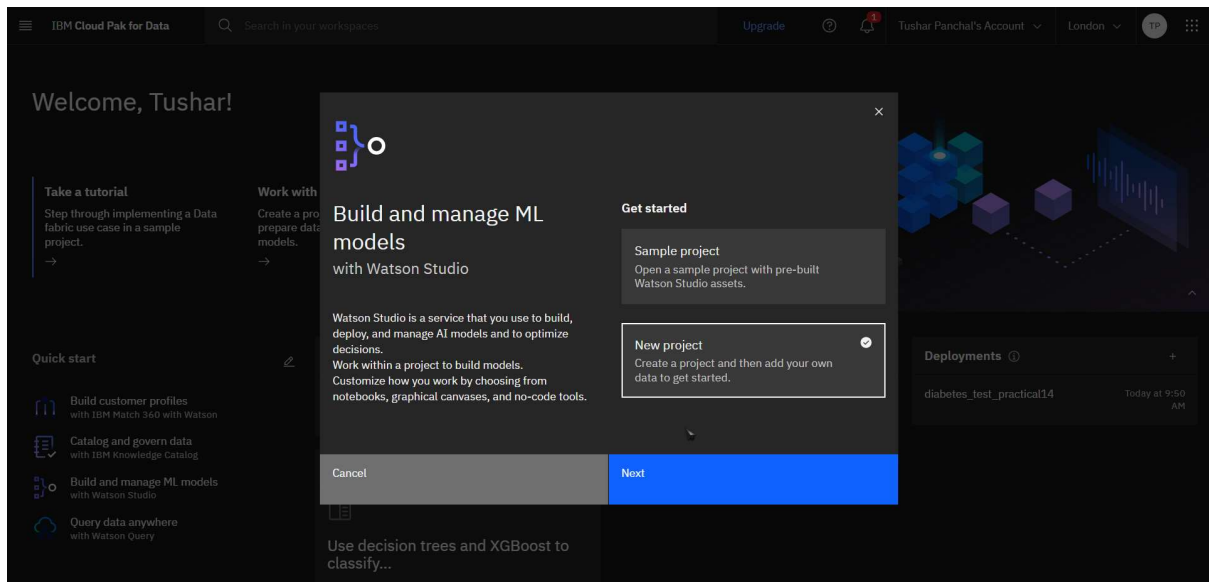 IBM Cloud Pak for Data
Search in your workspaces
Upgrade
1
Tushar Panchal's Account
London
TP
Welcome, Tushar!
Take a tutorial
Step through implementing a Data
fabric use case in a sample
project.
→
Work with
Create a pro
prepare data
models.
→
Build and manage ML
models
with Watson Studio
Watson Studio is a service that you use to build,
deploy, and manage AI models and to optimize
decisions.
Work within a project to build models.
Customize how you work by choosing from
notebooks, graphical canvases, and no-code tools.
Get started
Sample project
Open a sample project with pre-built
Watson Studio assets.
New project
Create a project and then add your own
data to get started.
Cancel
Next
Quick start
Build customer profiles
with IBM Match 360 with Watson
Catalog and govern data
with IBM Knowledge Catalog
Build and manage ML models
with Watson Studio
Query data anywhere
with Watson Query
Use decision trees and XGBoost to
classify...
Deployments
diabetes_test_practical14
Today at 9:50
AM